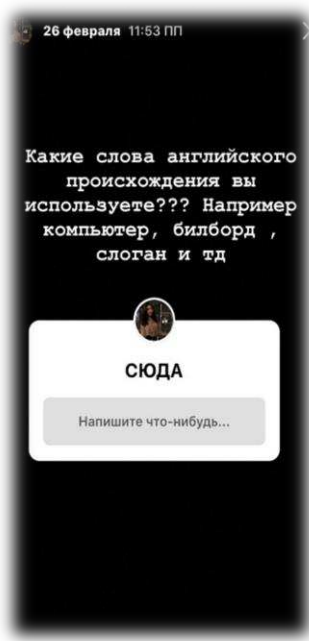 26 февраля 11:53 ПП
Какие слова английского
происхождения вы
используете??? Например
компьютер, билборд ,
слоган и тд
СЮДА
Напишите что-нибудь...